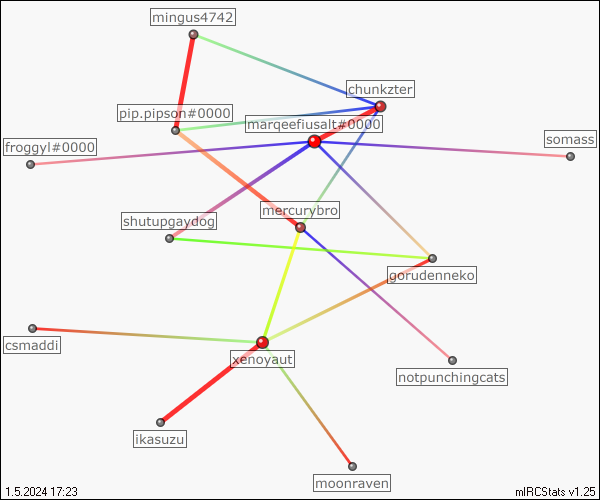 mingus4742
chunkzter
pip.pipson#0000
marqeefiusalt#0000
somass
froggyl#0000
mercurybro
shutupgaydog
gorudenneko
csmaddi
xenoyaut
notpunchingcats
ikasuzu
moonraven
1.5.2024 17:23
mIRCStats v1.25